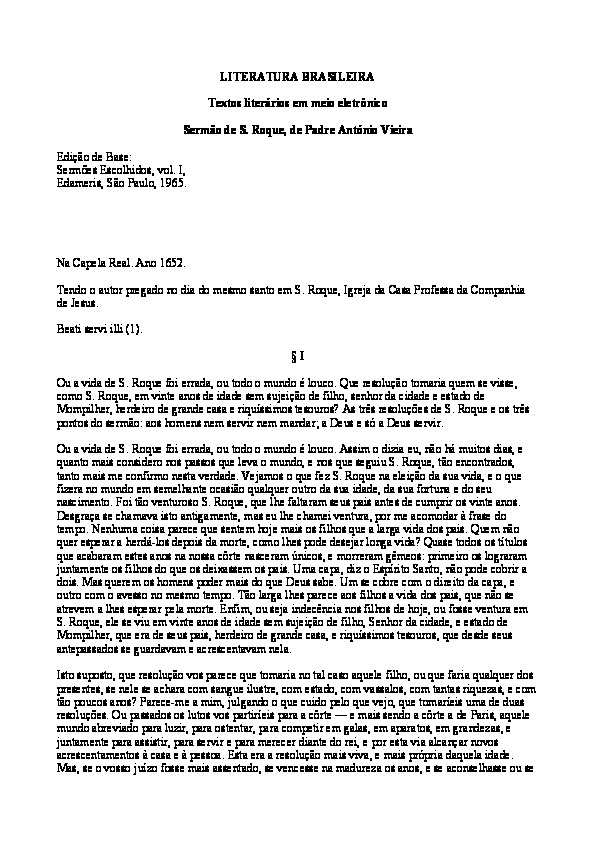 LITERATURA BRASILEIRA
Textos literários em meio eletrônico
Sermão de S. Roque, de Padre António Vieira
Edição de Base:
Sermões Escolhidos, vol. I,
Edameris, São Paulo, 1965.
Na Capela Real. Ano 1652.
Tendo o autor pregado no dia do mesmo santo em S. Roque, Igreja da Casa Professa da Companhia
de Jesus.
Beati servi illi (1).
§ I
Ou a vida de S. Roque foi errada, ou todo o mundo é louco. Que resolução tomaria quem se visse,
como S. Roque, em vinte anos de idade sem sujeição de filho, senhor da cidade e estado de
Mompilher, herdeiro de grande casa e riquíssimos tesouros? As três resoluções de S. Roque e os três
pontos do sermão: aos homens nem servir nem mandar; a Deus e só a Deus servir.
Ou a vida de S. Roque foi errada, ou todo o mundo é louco. Assim o dizia eu, não há muitos dias, e
quanto mais considero nos passos que leva o mundo, e nos que seguiu S. Roque, tão encontrados,
tanto mais me confirmo nesta verdade. Vejamos o que fez S. Roque na eleição da sua vida, e o que
fizera no mundo em semelhante ocasião qualquer outro da sua idade, da sua fortuna e do seu
nascimento. Foi tão venturoso S. Roque, que lhe faltaram seus pais antes de cumprir os vinte anos.
Desgraça se chamava isto antigamente, mas eu lhe chamei ventura, por me acomodar à frase do
tempo. Nenhuma coisa parece que sentem hoje mais os filhos que a larga vida dos pais. Quem não
quer esperar a herdá-los depois da morte, como lhes pode desejar longa vida? Quase todos os títulos
que acabaram estes anos na nossa côrte nasceram únicos, e morreram gêmeos: primeiro os lograram
juntamente os filhos do que os deixassem os pais. Uma capa, diz o Espírito Santo, não pode cobrir a
dois. Mas querem os homens poder mais do que Deus sabe. Um se cobre com o direito da capa, e
outro com o avesso no mesmo tempo. Tão larga lhes parece aos filhos a vida dos pais, que não se
atrevem a lhes esperar pela morte. Enfim, ou seja indecência nos filhos de hoje, ou fosse ventura em
S. Roque, ele se viu em vinte anos de idade sem sujeição de filho, Senhor da cidade, e estado de
Mompilher, que era de seus pais, herdeiro de grande casa, e riquíssimos tesouros, que desde seus
antepassados se guardavam e acrescentavam nela.
Isto suposto, que resolução vos parece que tomaria no tal caso aquele filho, ou que faria qualquer dos
presentes, se nele se achara com sangue ilustre, com estado, com vassalos, com tantas riquezas, e com
tão poucos anos? Parece-me a mim, julgando o que cuido pelo que vejo, que tomaríeis uma de duas
resoluções. Ou passados os lutos vos partiríeis para a côrte — e mais sendo a côrte a de Paris, aquele
mundo abreviado para luzir, para ostentar, para competir em galas, em aparatos, em grandezas, e
juntamente para assistir, para servir e para merecer diante do rei, e por esta via alcançar novos
acrescentamentos à casa e à pessoa. Esta era a resolução mais viva, e mais própria daquela idade.
Mas, se o vosso juízo fosse mais assentado, se vencesse na madureza os anos, e se aconselhasse ou se